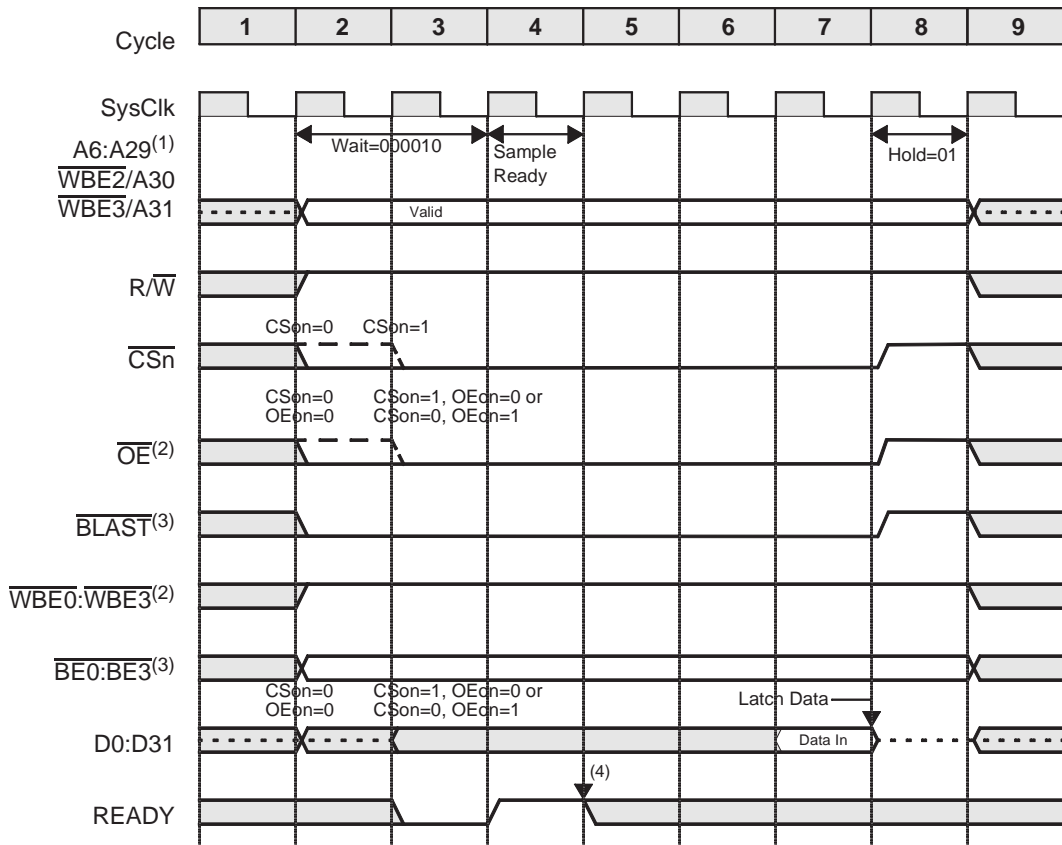 Cycle 1 2 3 4 5 6 7 8 9
SysClk
A6:A29(1)
WBE2/A30
WBE3/A31
Wait=000010
Sample
Ready
Hold=01
Valid
R/W
CSon=0 CSon=1
CSn
CSon=0 CSon=1, OEon=0 or
OEon=0 CSon=0, OEon=1
OE(2)
BLAST(3)
WBE0:WBE3(2)
BE0:BE3(3)
CSon=0 CSon=1, OEon=0 or
OEon=0 CSon=0, OEon=1
Latch Data
D0:D31 Data In
(4)
READY